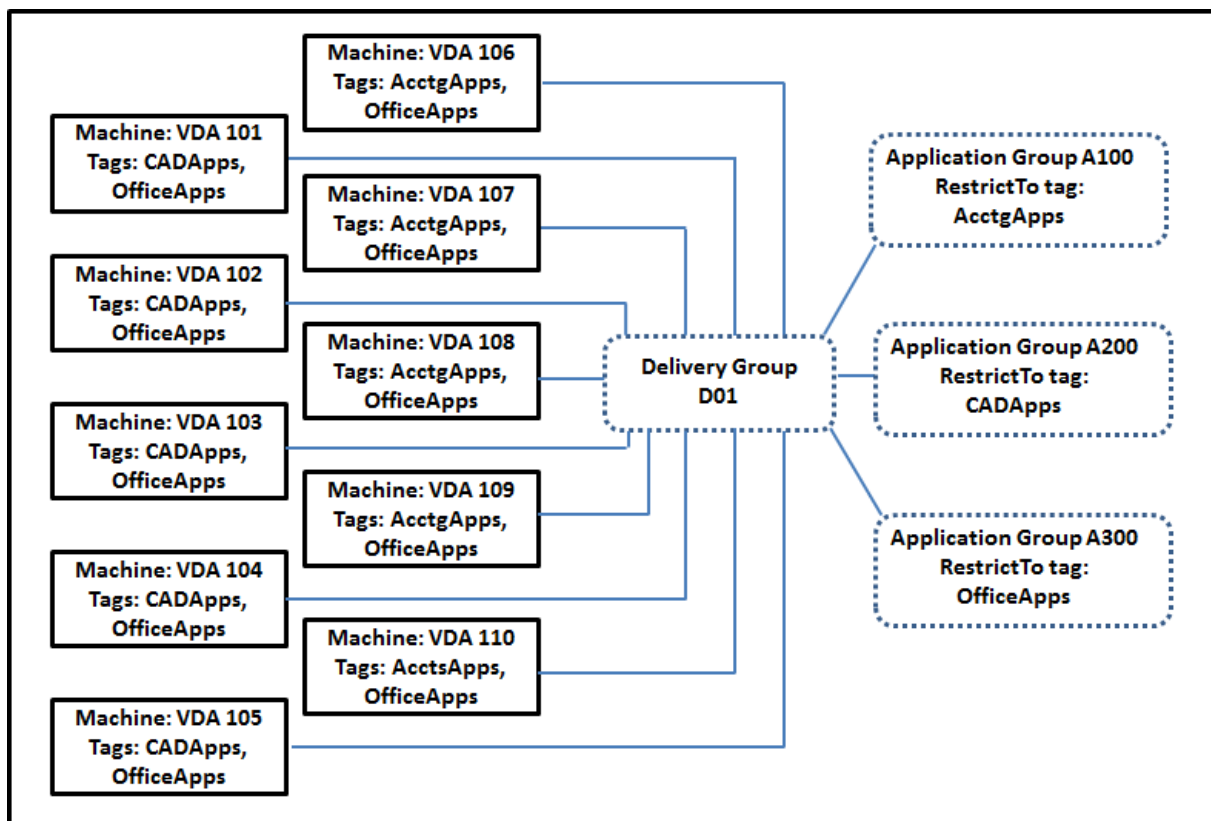 Machine: VDA 106
Tags: AcctgApps,
OfficeApps
Machine: VDA 101
Tags: CADApps,
OfficeApps
Machine: VDA 107
Tags: AcctgApps,
OfficeApps
Machine: VDA 102
Tags: CADApps,
OfficeApps
Machine: VDA 108
Tags: AcctgApps,
OfficeApps
Machine: VDA 103
Tags: CADApps,
OfficeApps
Machine: VDA 109
Tags: AcctgApps,
OfficeApps
Machine: VDA 104
Tags: CADApps,
OfficeApps
Machine: VDA 110
Tags: AcctsApps,
OfficeApps
Machine: VDA 105
Tags: CADApps,
OfficeApps
Delivery Group
D01
Application Group A100
RestrictTo tag:
AcctgApps
Application Group A200
RestrictTo tag:
CADApps
Application Group A300
RestrictTo tag:
OfficeApps